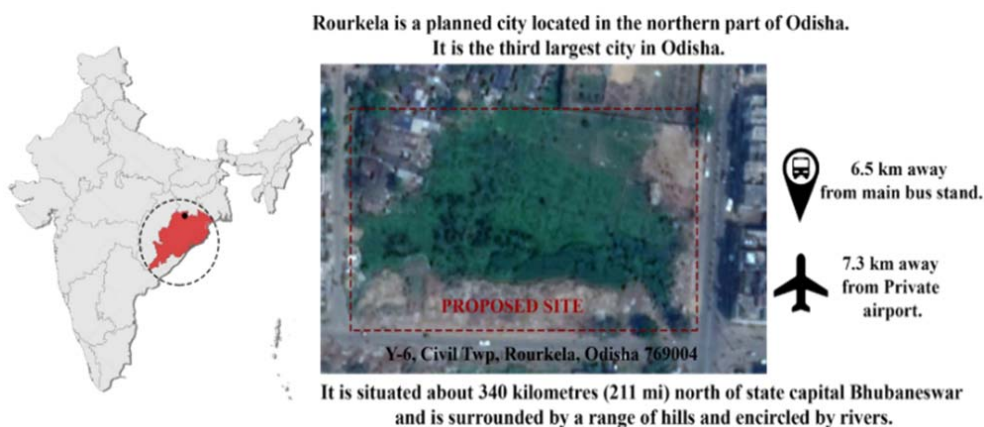 Rourkela is a planned city located in the northern part of Odisha.
It is the third largest city in Odisha.
6.5 km away
from main bus stand.
7.3 km away
from Private
airport.
PROPOSED SITE
Y-6, Civil Twp, Rourkela, Odisha 769004
It is situated about 340 kilometres (211 mi) north of state capital Bhubaneswar
and is surrounded by a range of hills and encircled by rivers.